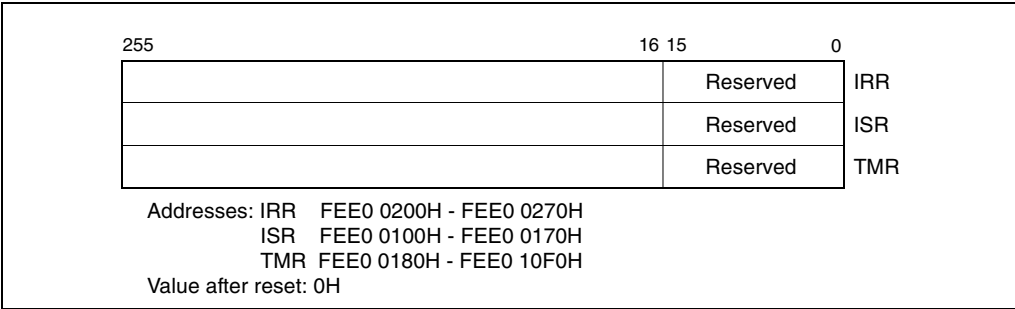 255 16 15 0
Reserved IRR
Reserved ISR
Reserved TMR
Addresses: IRR FEE0 0200H - FEE0 0270H
ISR FEE0 0100H - FEE0 0170H
TMR FEE0 0180H - FEE0 10F0H
Value after reset: 0H